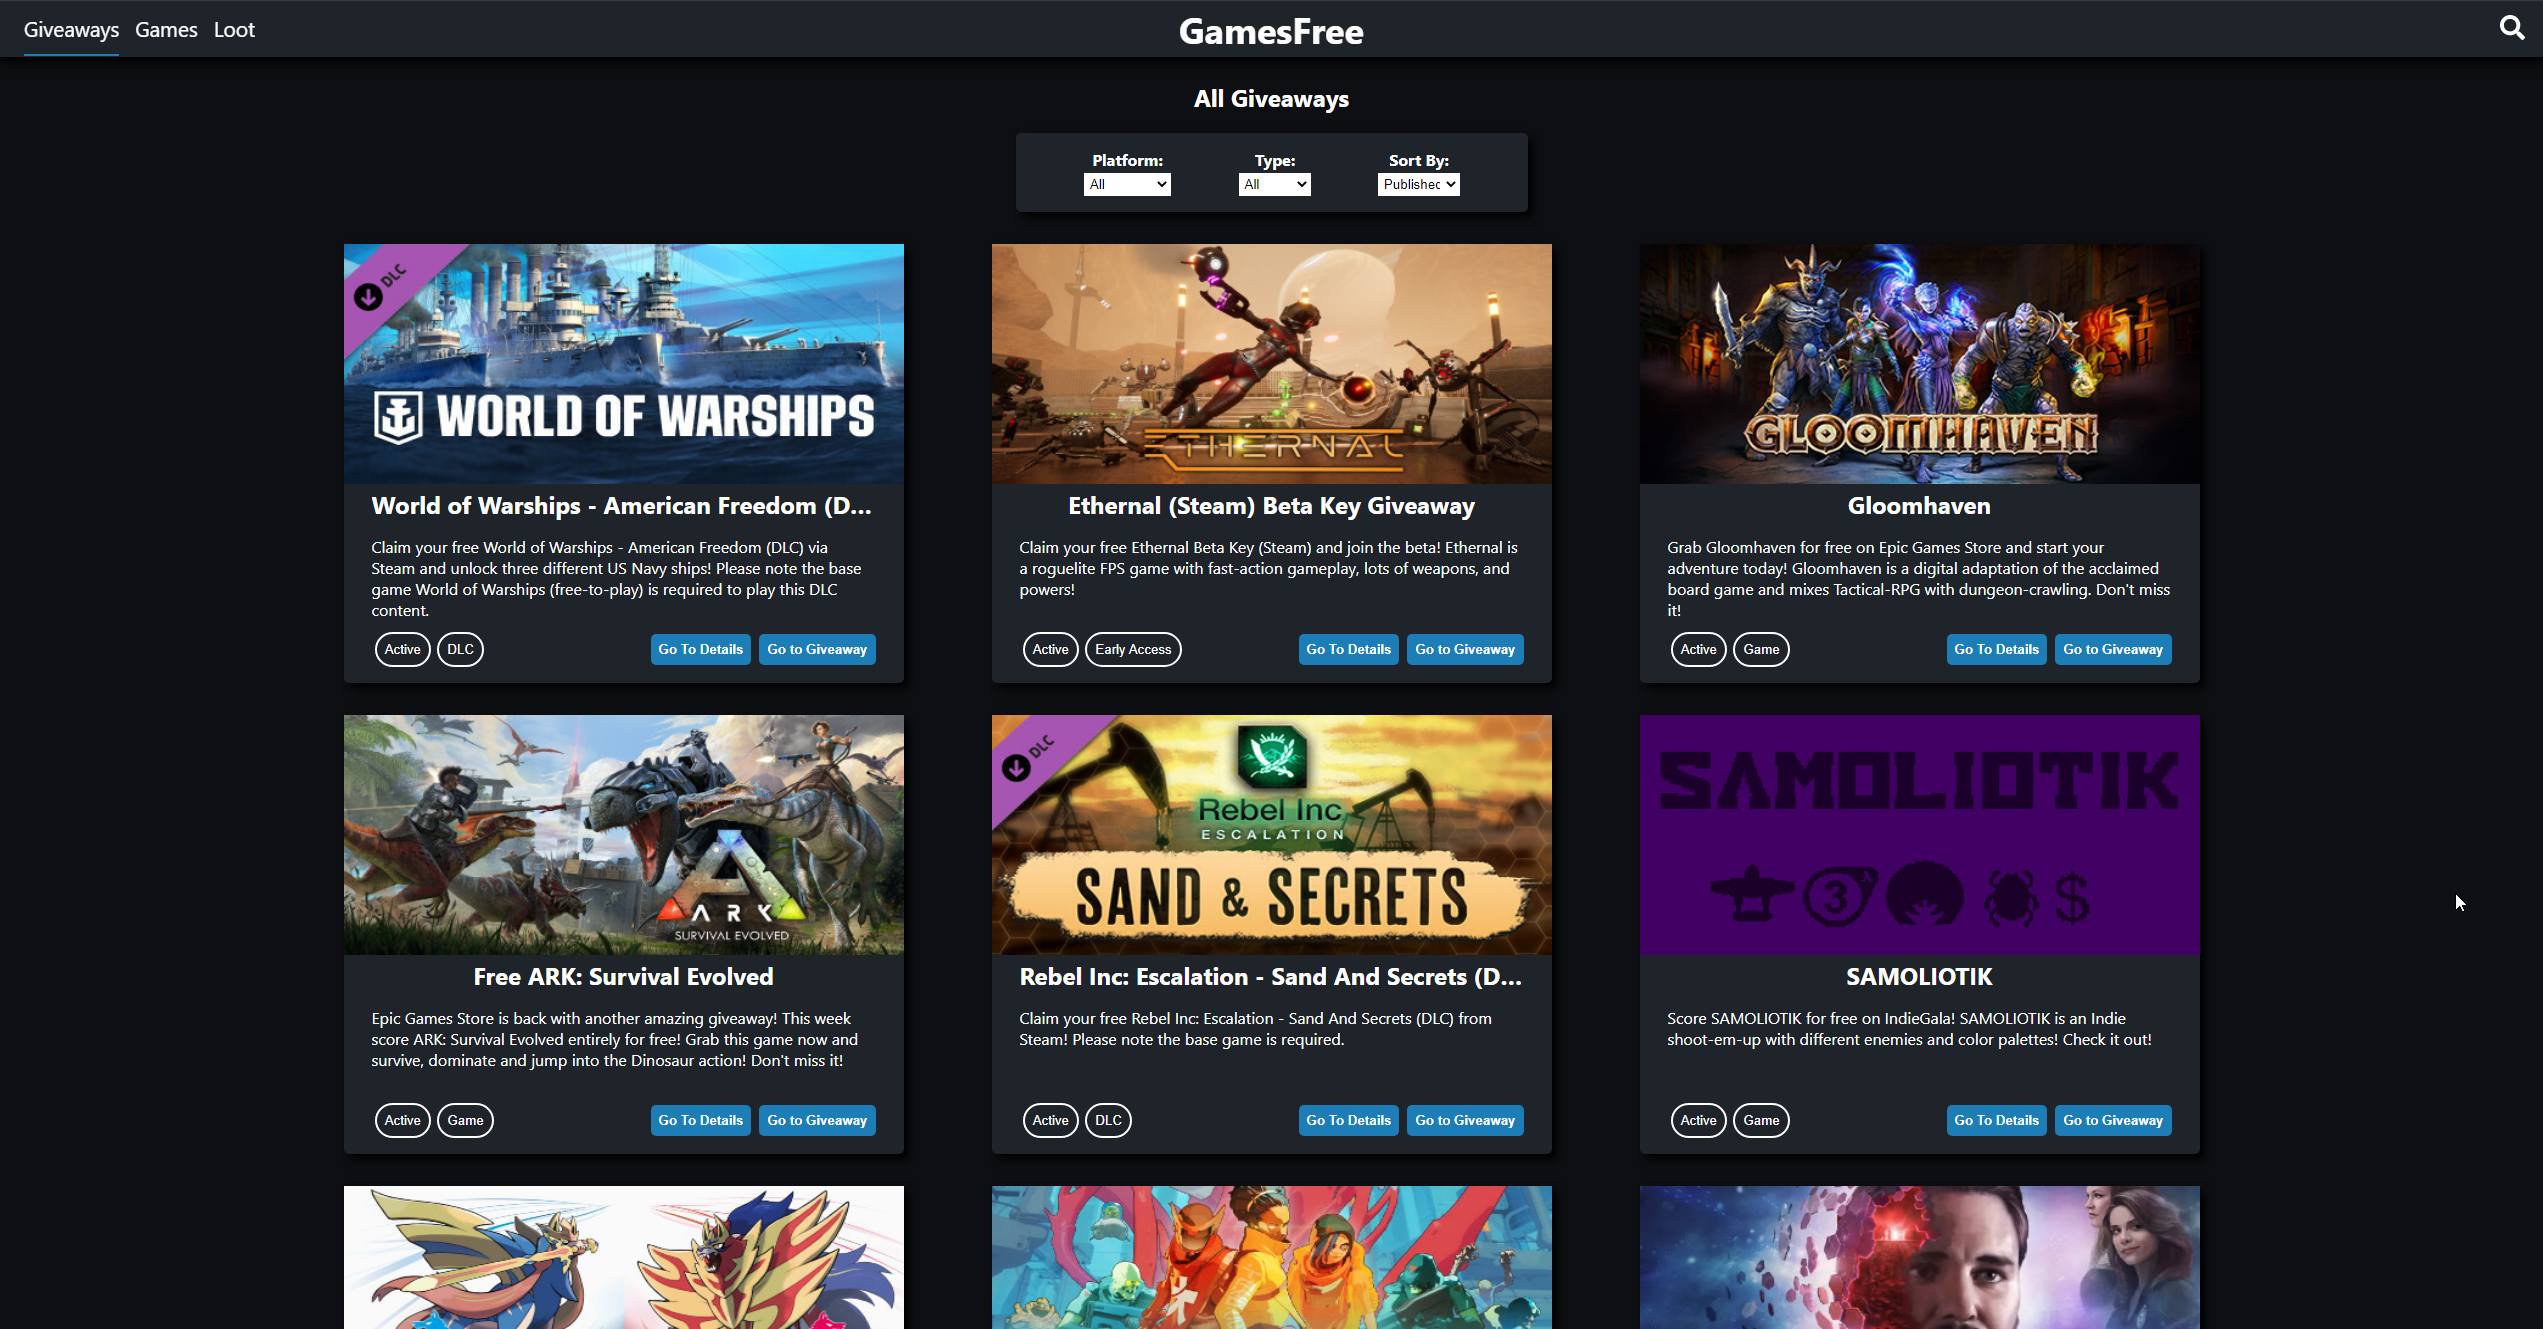 Giveaways Games Loot
GamesFree
All Giveaways
Platform: Type: Sort By:
All All Published
DLC
WORLD OF WARSHIPS
World of Warships - American Freedom (D...
Claim your free World of Warships - American Freedom (DLC) via
Steam and unlock three different US Navy ships! Please note the base
game World of Warships (free-to-play) is required to play this DLC
content.
Active DLC Go To Details Go to Giveaway
ETHERNAL
Ethernal (Steam) Beta Key Giveaway
Claim your free Ethernal Beta Key (Steam) and join the beta! Ethernal is
a roguelite FPS game with fast-action gameplay, lots of weapons, and
powers!
Active Early Access Go To Details Go to Giveaway
GLOOMHAVEN
Gloomhaven
Grab Gloomhaven for free on Epic Games Store and start your
adventure today! Gloomhaven is a digital adaptation of the acclaimed
board game and mixes Tactical-RPG with dungeon-crawling. Don't miss
it!
Active Game Go To Details Go to Giveaway
ARK
SURVIVAL EVOLVED
Free ARK: Survival Evolved
Epic Games Store is back with another amazing giveaway! This week
score ARK: Survival Evolved entirely for free! Grab this game now and
survive, dominate and jump into the Dinosaur action! Don't miss it!
Active Game Go To Details Go to Giveaway
DLC
Rebel Inc
ESCALATION
SAND & SECRETS
Rebel Inc: Escalation - Sand And Secrets (D...
Claim your free Rebel Inc: Escalation - Sand And Secrets (DLC) from
Steam! Please note the base game is required.
Active DLC Go To Details Go to Giveaway
SAMOLIOTIK
3 $
SAMOLIOTIK
Score SAMOLIOTIK for free on IndieGala! SAMOLIOTIK is an Indie
shoot-em-up with different enemies and color palettes! Check it out!
Active Game Go To Details Go to Giveaway